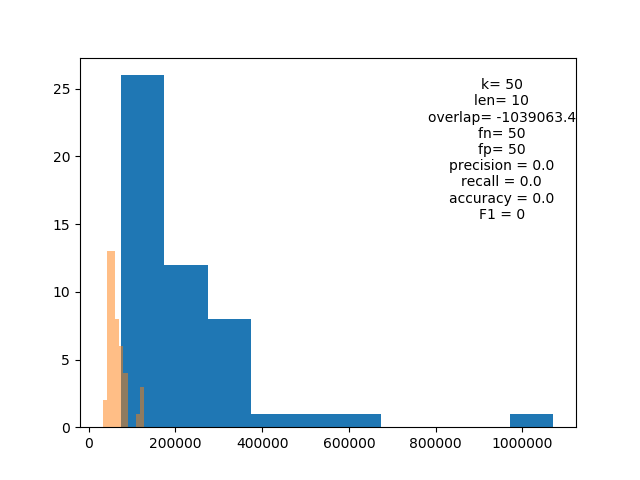 k= 50
len= 10
overlap= -1039063.4
fn= 50
fp= 50
precision = 0.0
recall = 0.0
accuracy = 0.0
F1 = 0
25
20
15
10
5
0
0 200000 400000 600000 800000 1000000